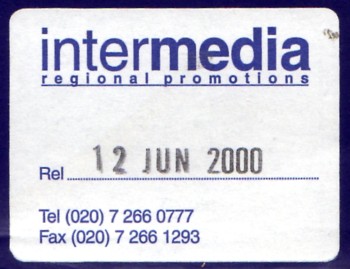 intermedia
regional promotions
Rel 12 JUN 2000
Tel (020) 7 266 0777
Fax (020) 7 266 1293